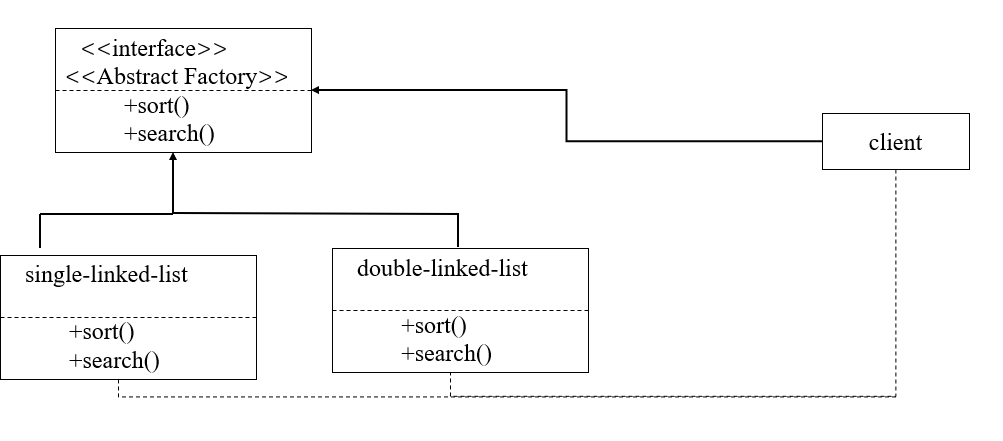 <<interface>>
<<Abstract Factory>>
+sort()
+search()
client
single-linked-list
+sort()
+search()
double-linked-list
+sort()
+search()